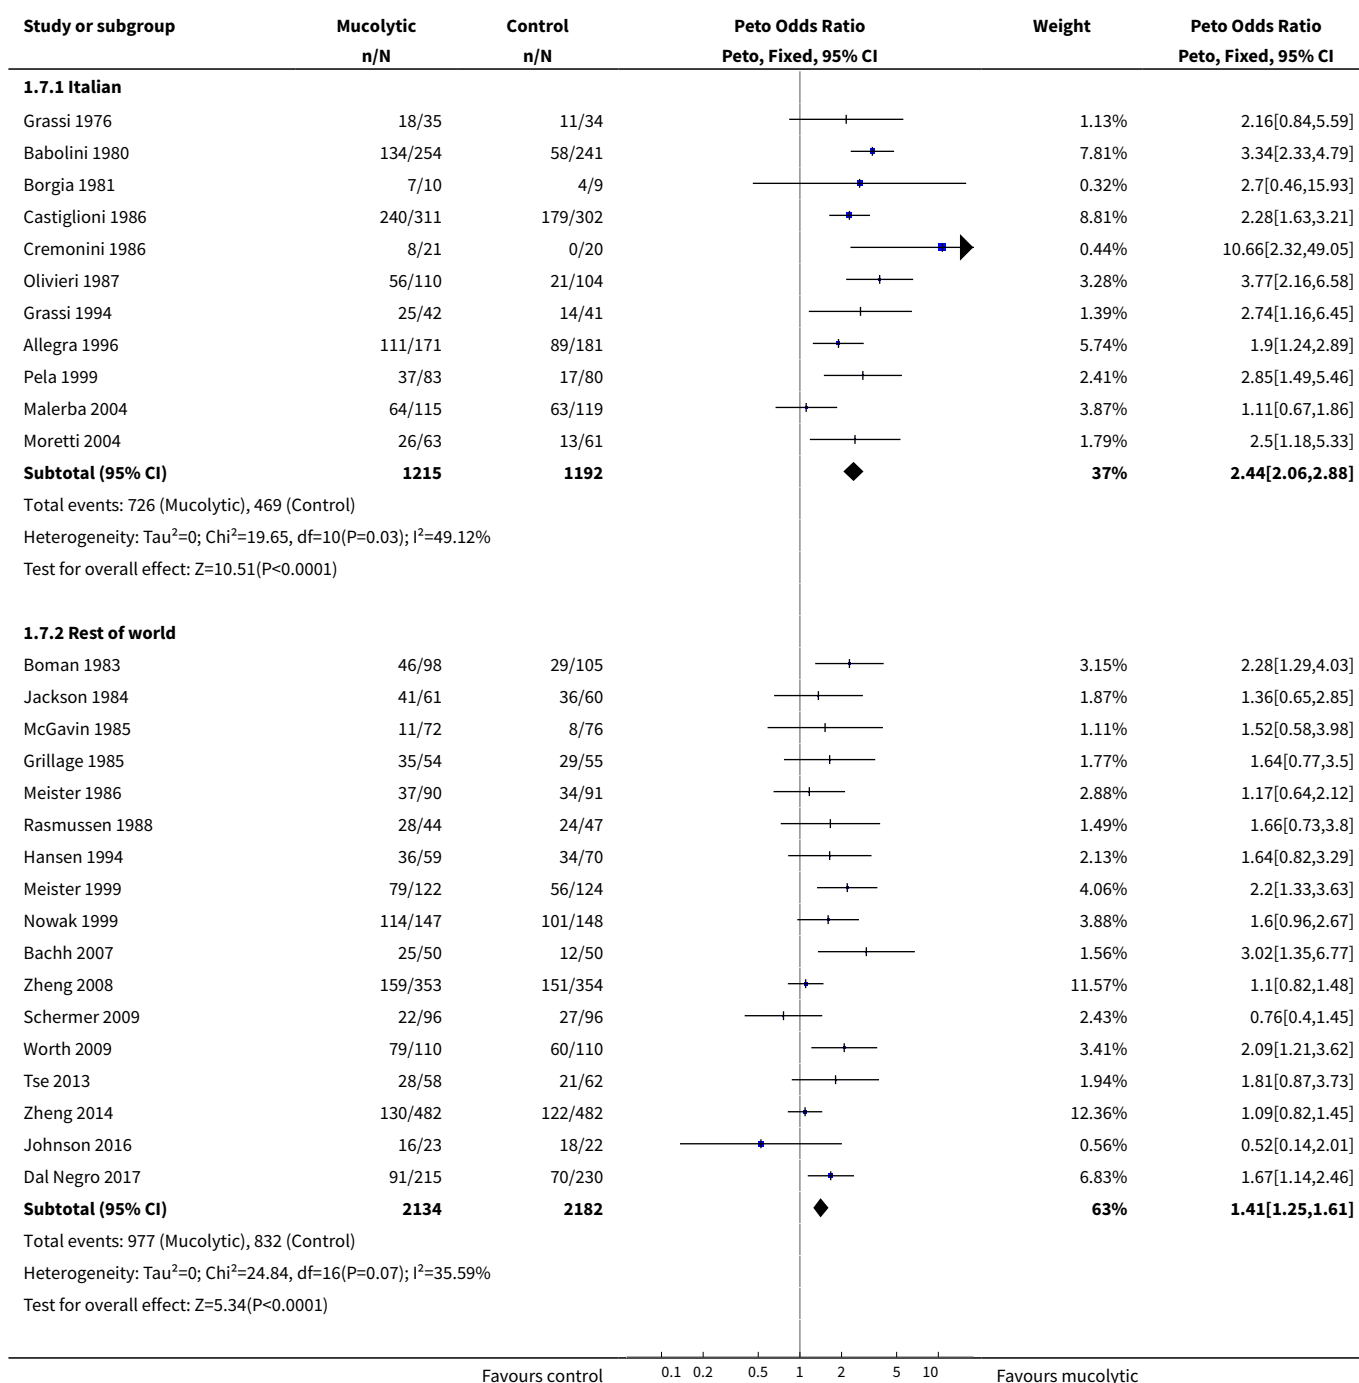 Study or subgroup Mucolytic Control Peto Odds Ratio Weight Peto Odds Ratio
n/N n/N Peto, Fixed, 95% CI Peto, Fixed, 95% CI
1.7.1 Italian
Grassi 1976 18/35 11/34 1.13% 2.16[0.84,5.59]
Babolini 1980 134/254 58/241 7.81% 3.34[2.33,4.79]
Borgia 1981 7/10 4/9 0.32% 2.7[0.46,15.93]
Castiglioni 1986 240/311 179/302 8.81% 2.28[1.63,3.21]
Cremonini 1986 8/21 0/20 0.44% 10.66[2.32,49.05]
Olivieri 1987 56/110 21/104 3.28% 3.77[2.16,6.58]
Grassi 1994 25/42 14/41 1.39% 2.74[1.16,6.45]
Allegra 1996 111/171 89/181 5.74% 1.9[1.24,2.89]
Pela 1999 37/83 17/80 2.41% 2.85[1.49,5.46]
Malerba 2004 64/115 63/119 3.87% 1.11[0.67,1.86]
Moretti 2004 26/63 13/61 1.79% 2.5[1.18,5.33]
Subtotal (95% CI) 1215 1192 37% 2.44[2.06,2.88]
Total events: 726 (Mucolytic), 469 (Control)
Heterogeneity: Tau²=0; Chi²=19.65, df=10(P=0.03); I²=49.12%
Test for overall effect: Z=10.51(P<0.0001)
1.7.2 Rest of world
Boman 1983 46/98 29/105 3.15% 2.28[1.29,4.03]
Jackson 1984 41/61 36/60 1.87% 1.36[0.65,2.85]
McGavin 1985 11/72 8/76 1.11% 1.52[0.58,3.98]
Grillage 1985 35/54 29/55 1.77% 1.64[0.77,3.5]
Meister 1986 37/90 34/91 2.88% 1.17[0.64,2.12]
Rasmussen 1988 28/44 24/47 1.49% 1.66[0.73,3.8]
Hansen 1994 36/59 34/70 2.13% 1.64[0.82,3.29]
Meister 1999 79/122 56/124 4.06% 2.2[1.33,3.63]
Nowak 1999 114/147 101/148 3.88% 1.6[0.96,2.67]
Bachh 2007 25/50 12/50 1.56% 3.02[1.35,6.77]
Zheng 2008 159/353 151/354 11.57% 1.1[0.82,1.48]
Schermer 2009 22/96 27/96 2.43% 0.76[0.4,1.45]
Worth 2009 79/110 60/110 3.41% 2.09[1.21,3.62]
Tse 2013 28/58 21/62 1.94% 1.81[0.87,3.73]
Zheng 2014 130/482 122/482 12.36% 1.09[0.82,1.45]
Johnson 2016 16/23 18/22 0.56% 0.52[0.14,2.01]
Dal Negro 2017 91/215 70/230 6.83% 1.67[1.14,2.46]
Subtotal (95% CI) 2134 2182 63% 1.41[1.25,1.61]
Total events: 977 (Mucolytic), 832 (Control)
Heterogeneity: Tau²=0; Chi²=24.84, df=16(P=0.07); I²=35.59%
Test for overall effect: Z=5.34(P<0.0001)
Favours control 0.1 0.2 0.5 1 2 5 10 Favours mucolytic